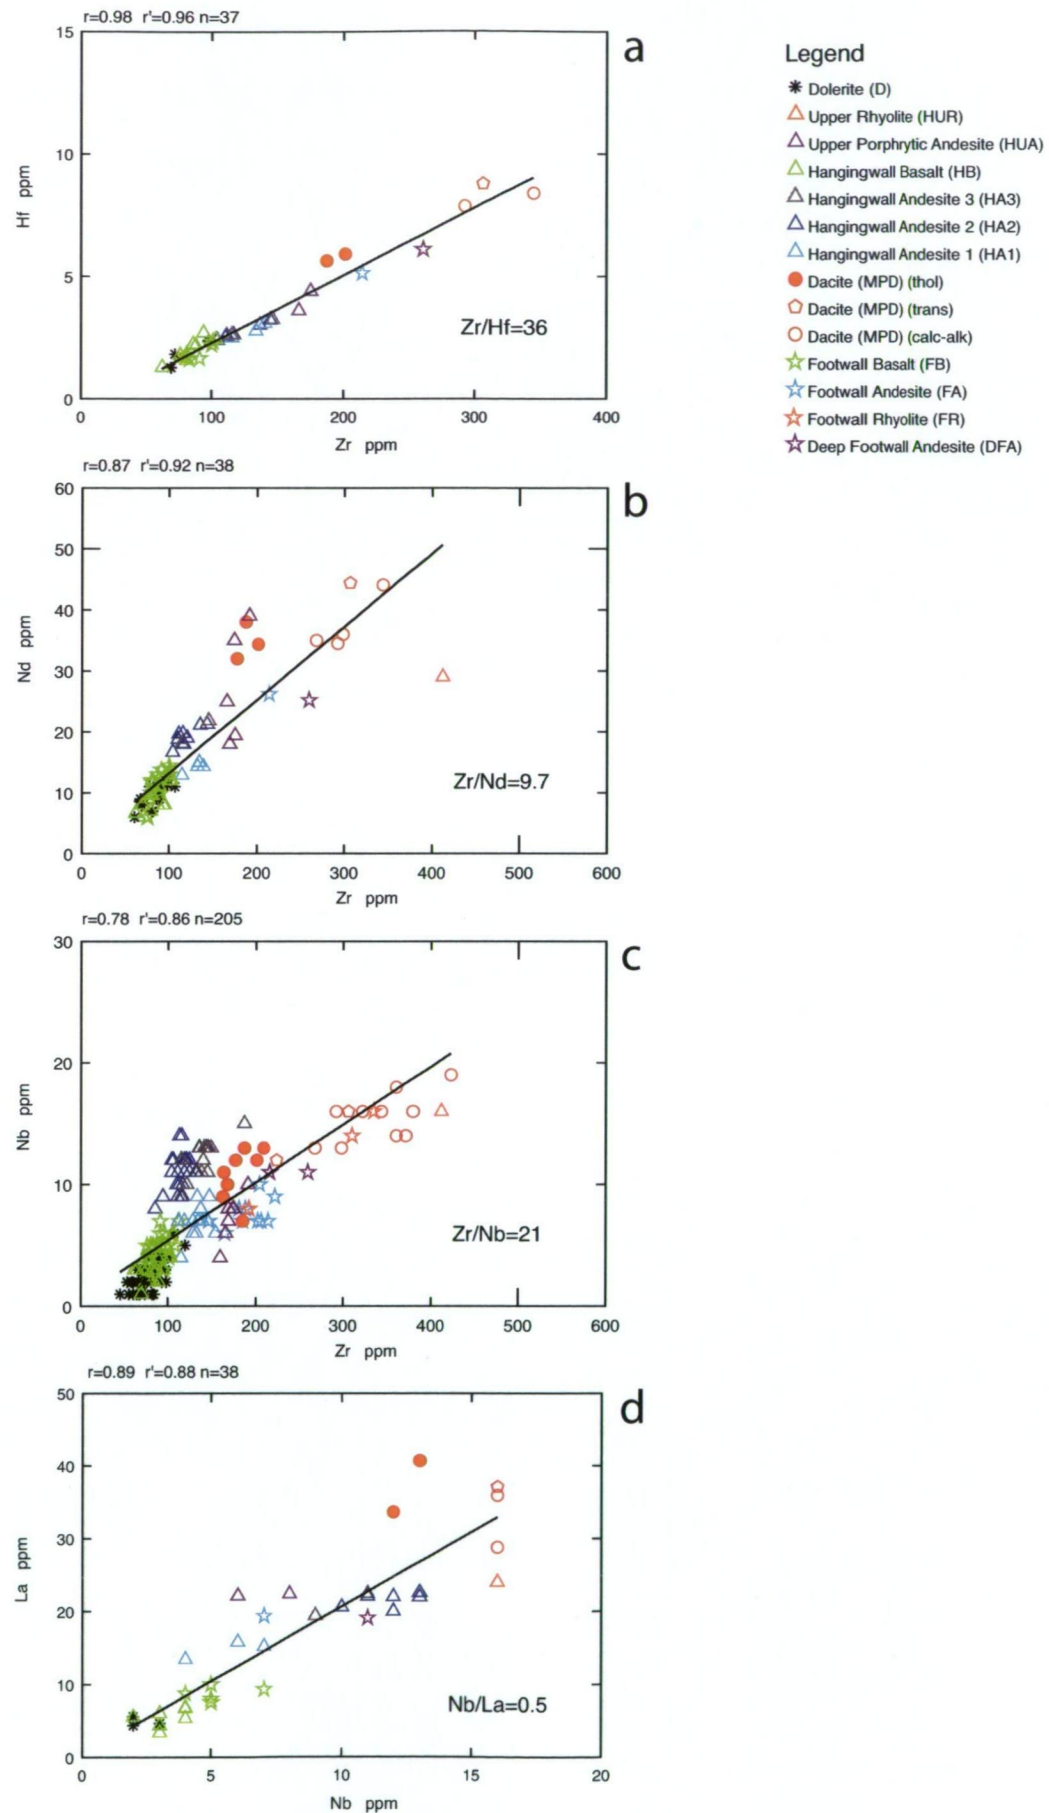 r=0.98 r'=0.96 n=37
a
15
10
5
0
Hf ppm
Zr/Hf=36
0 100 200 300 400
Zr ppm
Legend
Dolerite (D)
Upper Rhyolite (HUR)
Upper Porphrytic Andesite (HUA)
Hangingwall Basalt (HB)
Hangingwall Andesite 3 (HA3)
Hangingwall Andesite 2 (HA2)
Hangingwall Andesite 1 (HA1)
Dacite (MPD) (thol)
Dacite (MPD) (trans)
Dacite (MPD) (calc-alk)
Footwall Basalt (FB)
Footwall Andesite (FA)
Footwall Rhyolite (FR)
Deep Footwall Andesite (DFA)
r=0.87 r'=0.92 n=38
b
60
50
40
30
20
10
0
Nd ppm
Zr/Nd=9.7
0 100 200 300 400 500 600
Zr ppm
r=0.78 r'=0.86 n=205
c
30
20
10
0
Nb ppm
Zr/Nb=21
0 100 200 300 400 500 600
Zr ppm
r=0.89 r'=0.88 n=38
d
50
40
30
20
10
0
La ppm
Nb/La=0.5
0 5 10 15 20
Nb ppm